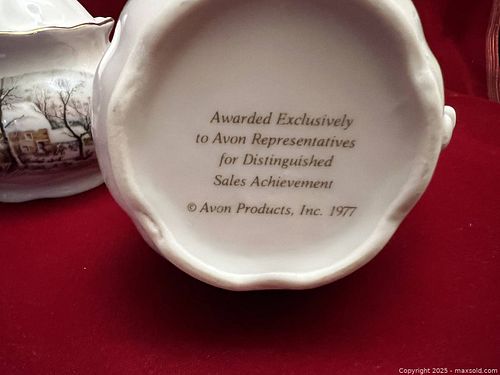 Awarded Exclusively
to Avon Representatives
for Distinguished
Sales Achievement
© Avon Products, Inc. 1977
Copyright 2025 - maxsold.com